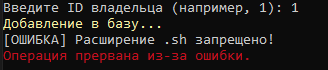 Введите ID владельца (например, 1): 1
Добавление в базу...
[ОШИБКА] Расширение .sh запрещено!
Операция прервана из-за ошибки.